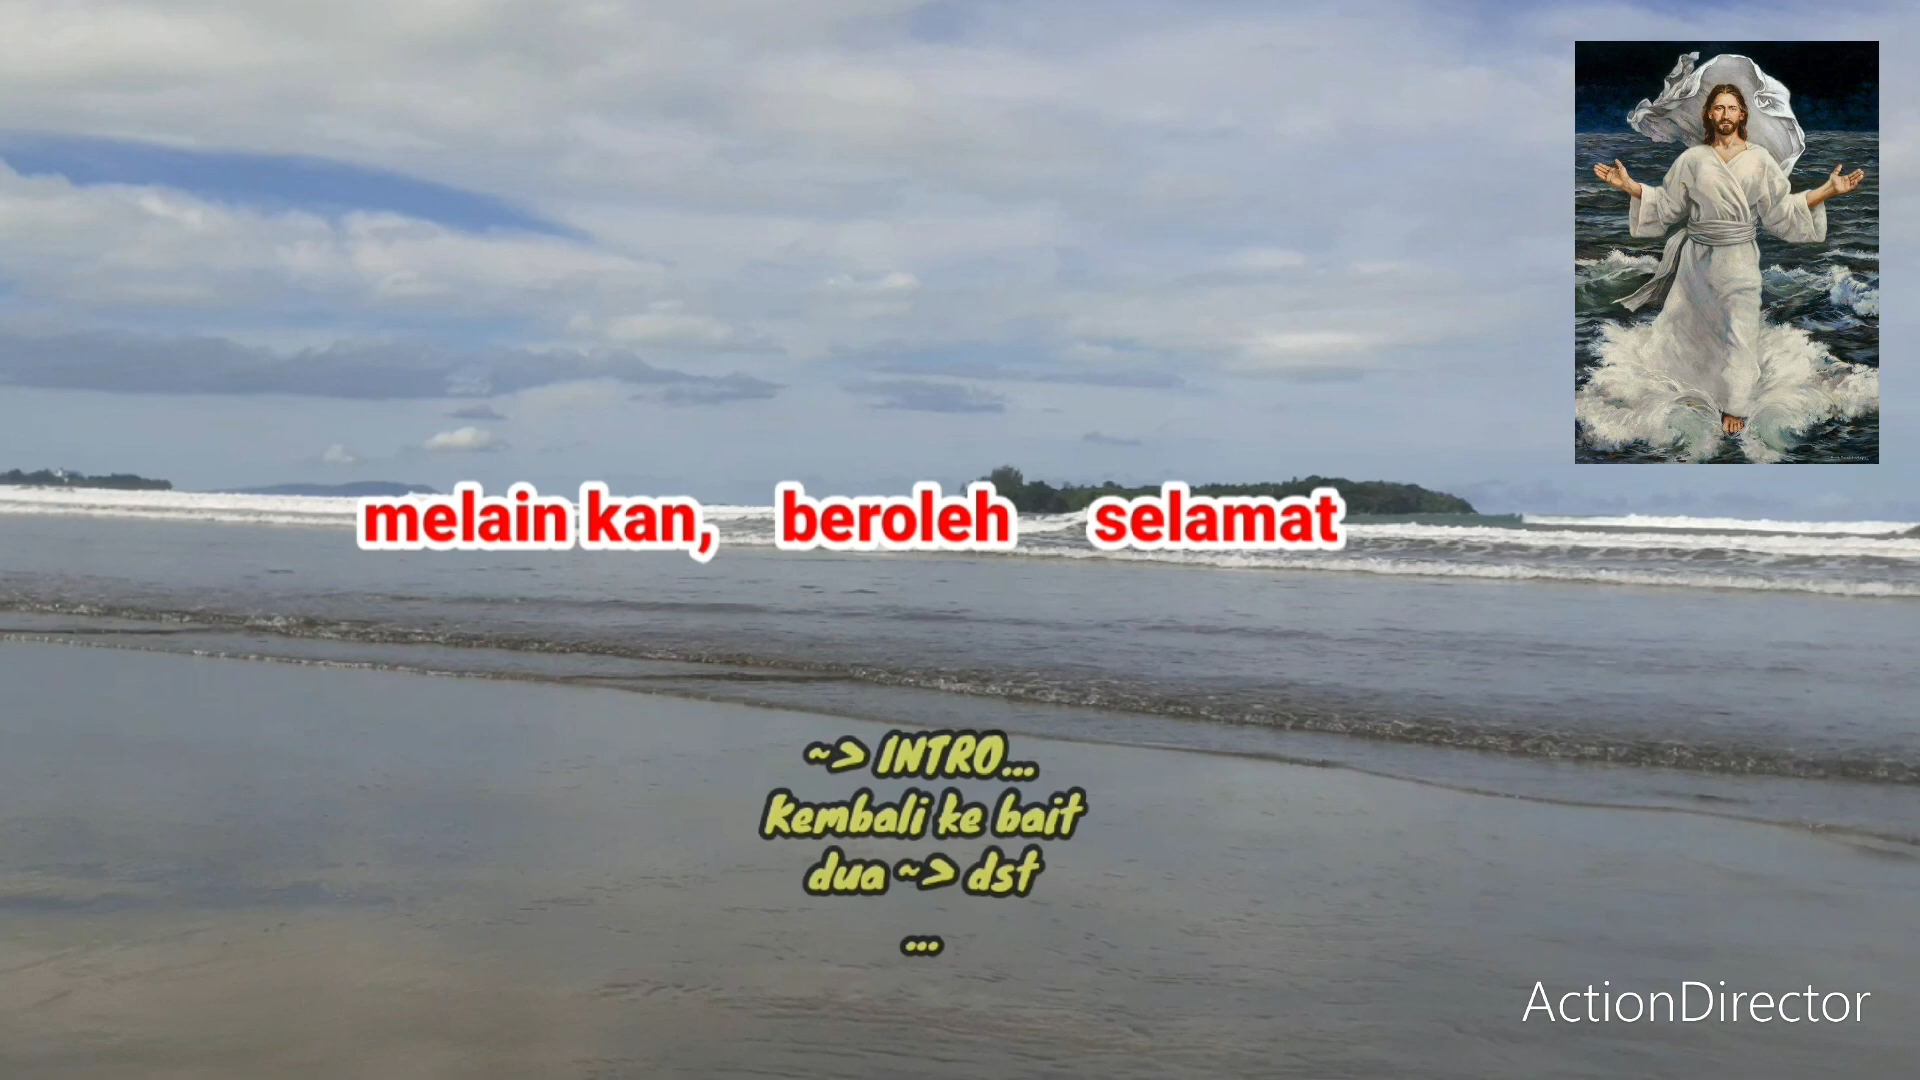 melain kan, beroleh selamat
~> INTRO...
Kembali ke bait
dua ~> dst
...
ActionDirector